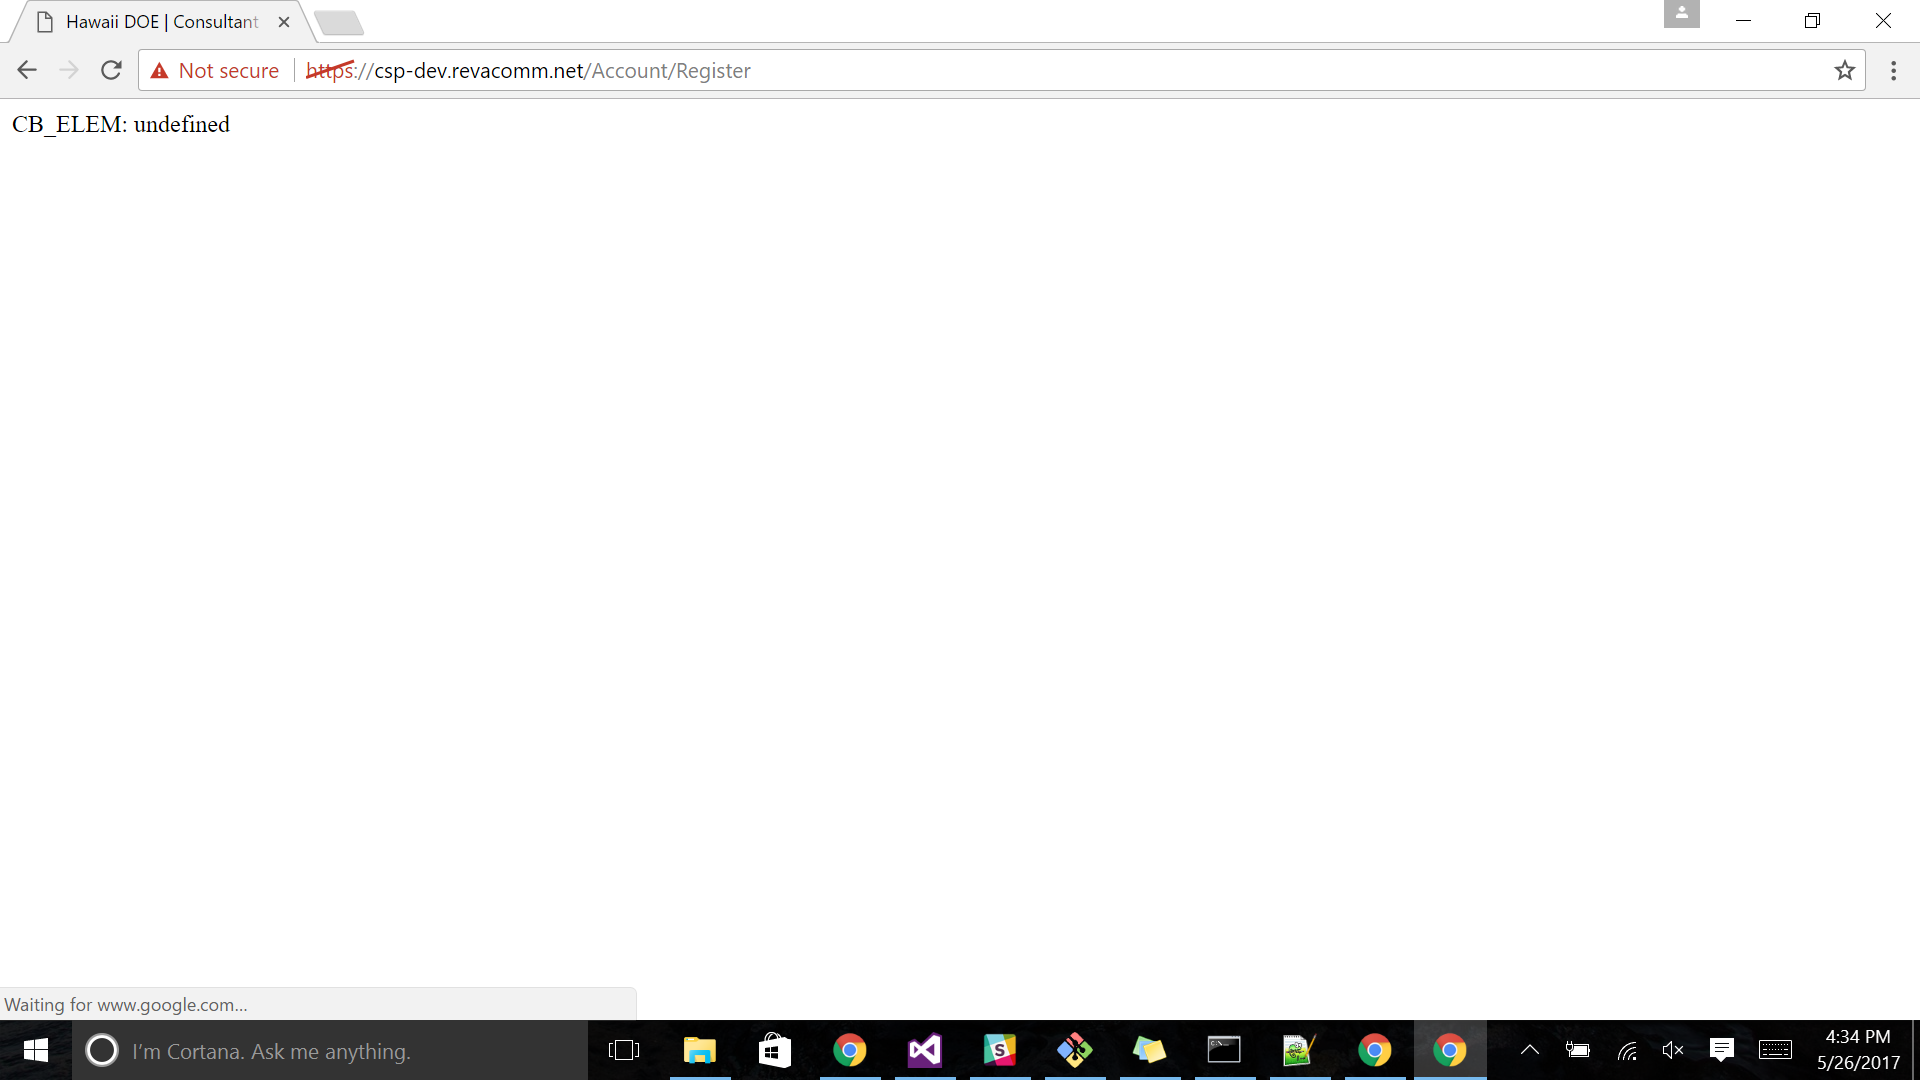 Hawaii DOE | Consultant
Not secure
https://csp-dev.revacomm.net/Account/Register
CB_ELEM: undefined
Waiting for www.google.com...
I'm Cortana. Ask me anything.
4:34 PM
5/26/2017